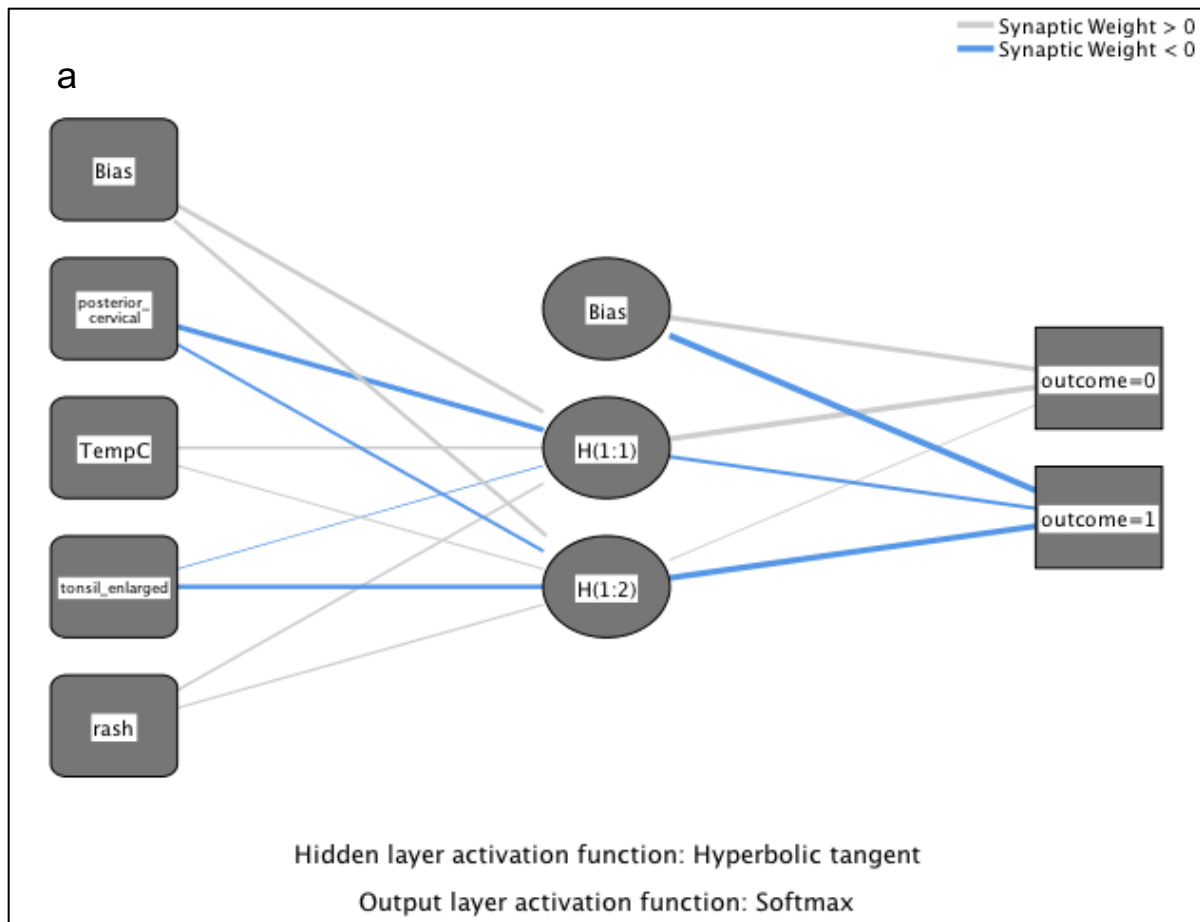 Synaptic Weight > 0
Synaptic Weight < 0
a
Bias
posterior_
cervical
TempC
tonsil_enlarged
rash
Bias
H(1:1)
H(1:2)
outcome=0
outcome=1
Hidden layer activation function: Hyperbolic tangent
Output layer activation function: Softmax